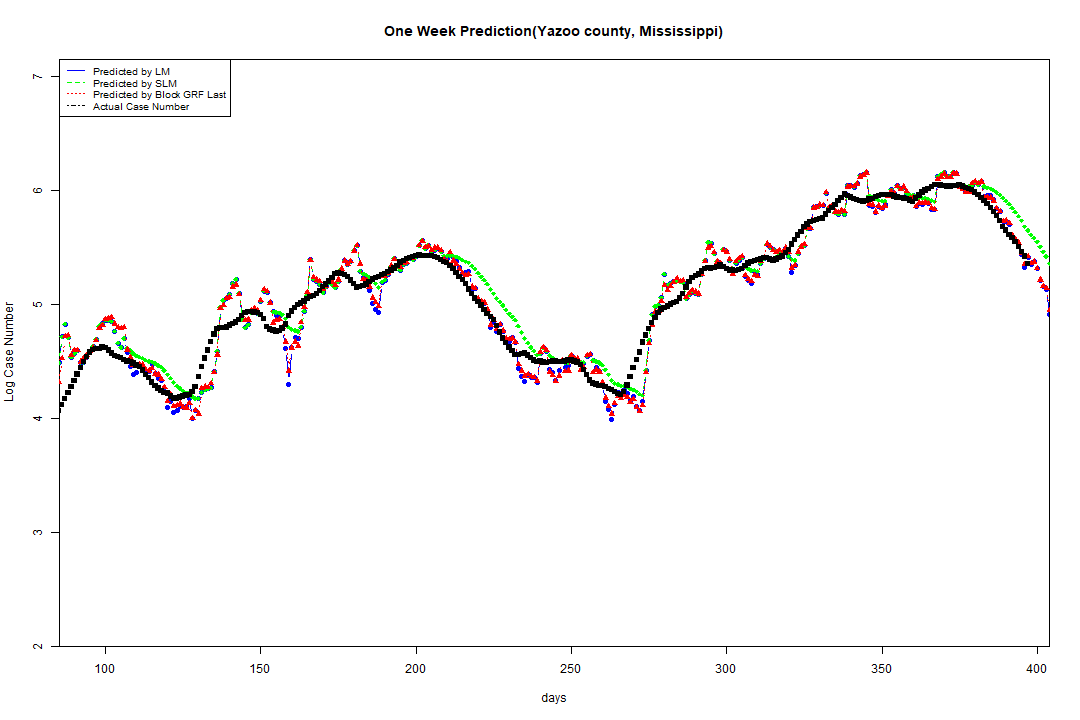 One Week Prediction(Yazoo county, Mississippi)
Predicted by LM
Predicted by SLM
Predicted by Block GRF Last
Actual Case Number
7
6
5
4
3
2
Log Case Number
100 150 200 250 300 350 400
days